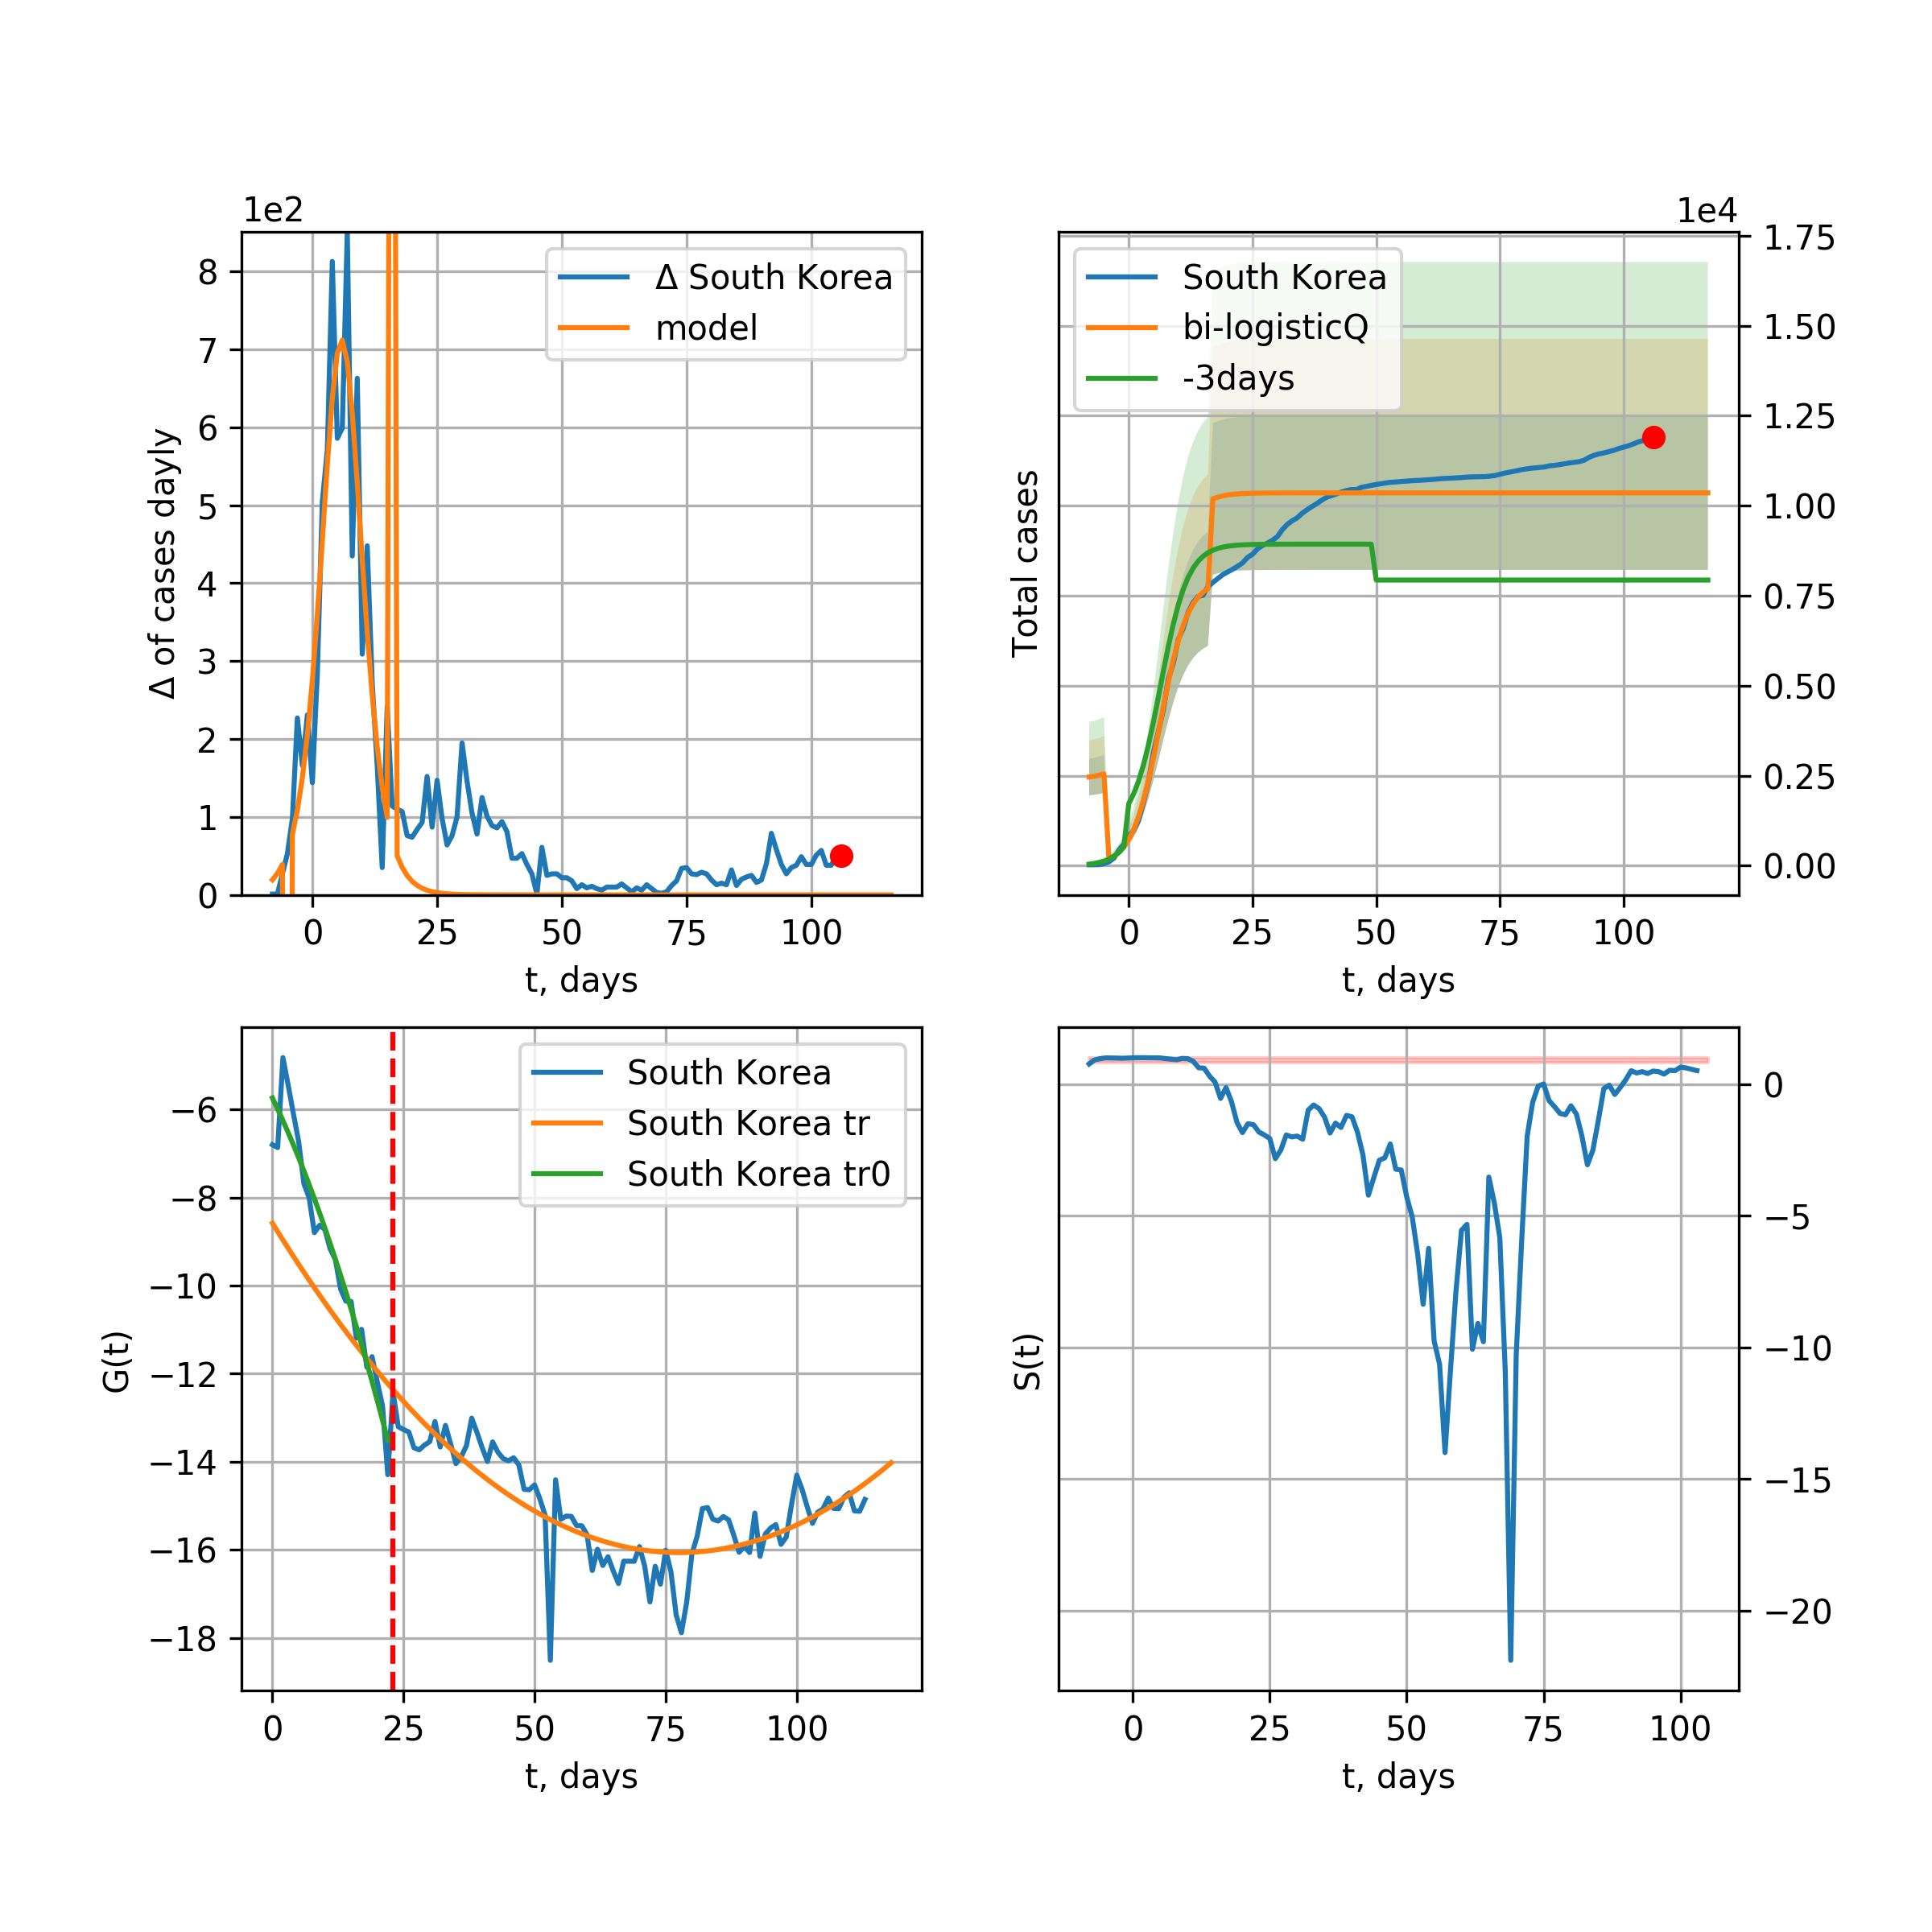 1e2
8
7
6
5
4
3
2
1
0
Δ of cases dayly
Δ South Korea
model
0 25 50 75 100
t, days
1e4
1.75
1.50
1.25
1.00
0.75
0.50
0.25
0.00
Total cases
South Korea
bi-logisticQ
-3days
0 25 50 75 100
t, days
−6
−8
−10
−12
−14
−16
−18
G(t)
South Korea
South Korea tr
South Korea tr0
0 25 50 75 100
t, days
0
−5
−10
−15
−20
S(t)
0 25 50 75 100
t, days